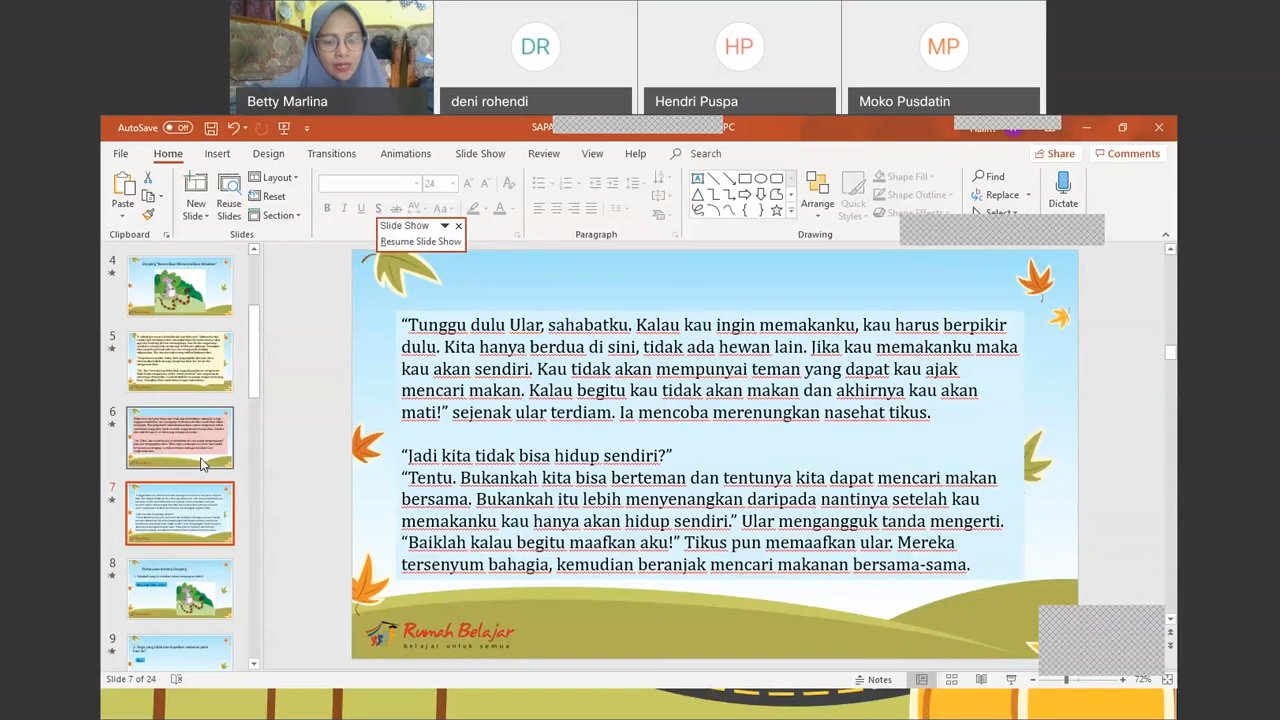 DR
HP
MP
Betty Marlina
deni rohendi
Hendri Puspa
Moko Pusdatin
AutoSave
Off
SAPA
PC
File
Home
Insert
Design
Transitions
Animations
Slide Show
Review
View
Help
Search
Share
Comments
Paste
New
Slides
Reuse
Slides
Layout
Reset
Section
24
Shape Fill
Shape Outline
Arrange
Quick
Styles
Find
Replace
Select
Dictate
Clipboard
Slides
Paragraph
Drawing
Slide Show
Resume Slide Show
4
5
6
7
8
9
“Tunggu dulu Ular, sahabatku. Kalau kau ingin memakanku, kau harus berpikir
dulu. Kita hanya berdua di sini, tidak ada hewan lain. Jika kau memakanku maka
kau akan sendiri. Kau tidak akan mempunyai teman yang dapat kau ajak
mencari makan. Kalau begitu kau tidak akan makan dan akhirnya kau akan
mati!” sejenak ular terdiam. Ia mencoba merenungkan nasehat tikus.
“Jadi kita tidak bisa hidup sendiri?”
“Tentu. Bukankah kita bisa berteman dan tentunya kita dapat mencari makan
bersama. Bukankah itu lebih menyenangkan daripada memangsa. Setelah kau
memakanku kau hanya akan hidup sendiri.” Ular mengangguk tanda mengerti.
“Baiklah kalau begitu maafkan aku!” Tikus pun memaafkan ular. Mereka
tersenyum bahagia, kemudian beranjak mencari makanan bersama-sama.
Rumah Belajar
belajar untuk semua
Slide 7 of 24
Notes
72%